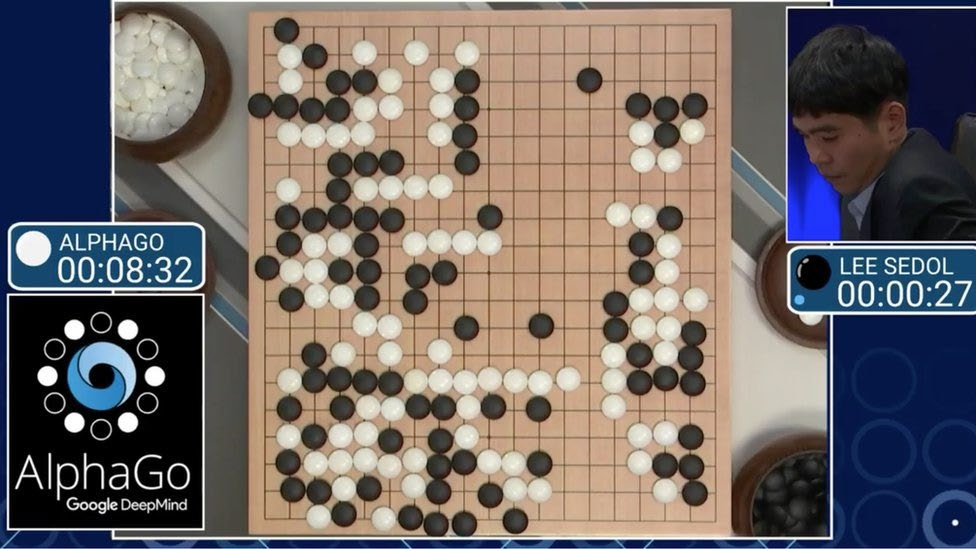 ALPHAGO
00:08:32
AlphaGo
Google DeepMind
LEE SEDOL
00:00:27